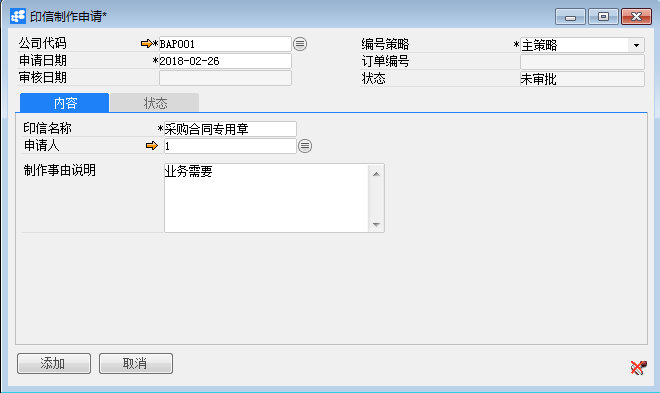 印信制作申请*
公司代码 *BAP001 编号策略 *主策略
申请日期 *2018-02-26 订单编号
审核日期 状态 未审批
内容 状态
印信名称 *采购合同专用章
申请人 1
制作事由说明 业务需要
添加 取消